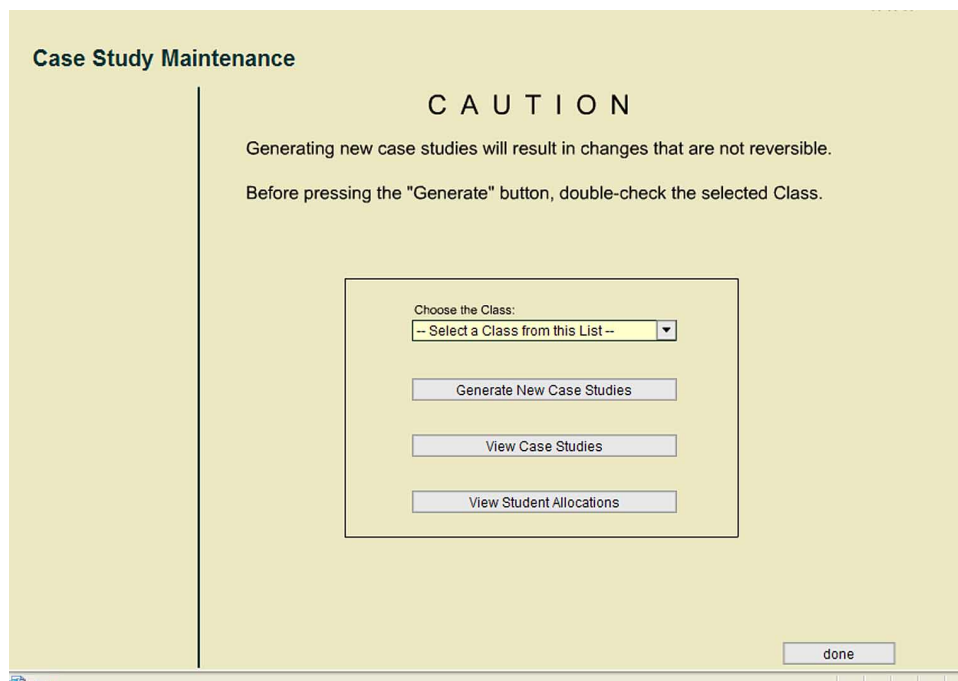 Case Study Maintenance
C A U T I O N
Generating new case studies will result in changes that are not reversible.
Before pressing the "Generate" button, double-check the selected Class.
Choose the Class:
-- Select a Class from this List --
Generate New Case Studies
View Case Studies
View Student Allocations
done